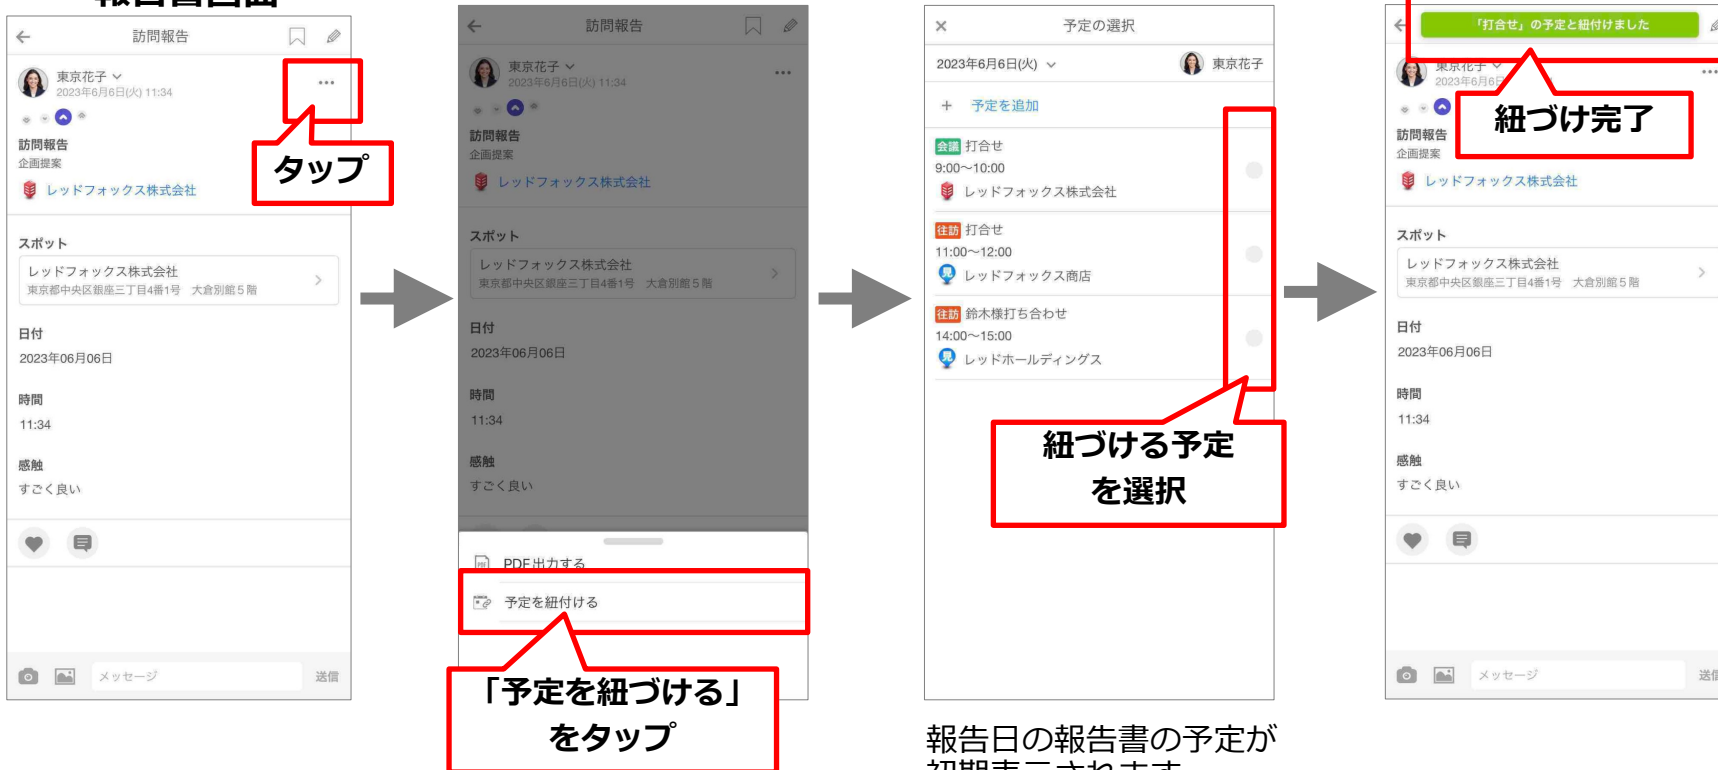 報告書画面
訪問報告
東京花子
2023年6月6日(火) 11:34
タップ
訪問報告
企画提案
レッドフォックス株式会社
スポット
レッドフォックス株式会社
東京都中央区銀座三丁目4番1号 大倉別館5階
日付
2023年06月06日
時間
11:34
感触
すごく良い
メッセージ
送信
訪問報告
東京花子
2023年6月6日(火) 11:34
訪問報告
企画提案
レッドフォックス株式会社
スポット
レッドフォックス株式会社
東京都中央区銀座三丁目4番1号 大倉別館5階
日付
2023年06月06日
時間
11:34
感触
すごく良い
PDF出力する
予定を紐付ける
「予定を紐づける」
をタップ
予定の選択
2023年6月6日(火)
東京花子
+ 予定を追加
会議 打合せ
9:00〜10:00
レッドフォックス株式会社
往訪 打合せ
11:00〜12:00
見 レッドフォックス商店
往訪 鈴木様打ち合わせ
14:00〜15:00
見 レッドホールディングス
紐づける予定
を選択
報告日の報告書の予定が
初期表示されます
「打合せ」の予定と紐付けました
東京花子
2023年6月6日
紐づけ完了
訪問報告
企画提案
レッドフォックス株式会社
スポット
レッドフォックス株式会社
東京都中央区銀座三丁目4番1号 大倉別館5階
日付
2023年06月06日
時間
11:34
感触
すごく良い
メッセージ
送信